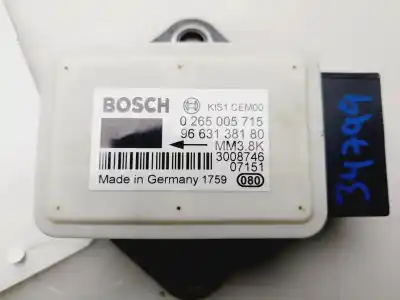 BOSCH KIS1 CEM00
0 265 005 715
96 631 381 80
MM3.8K
3008746
07151
Made in Germany 1759 080